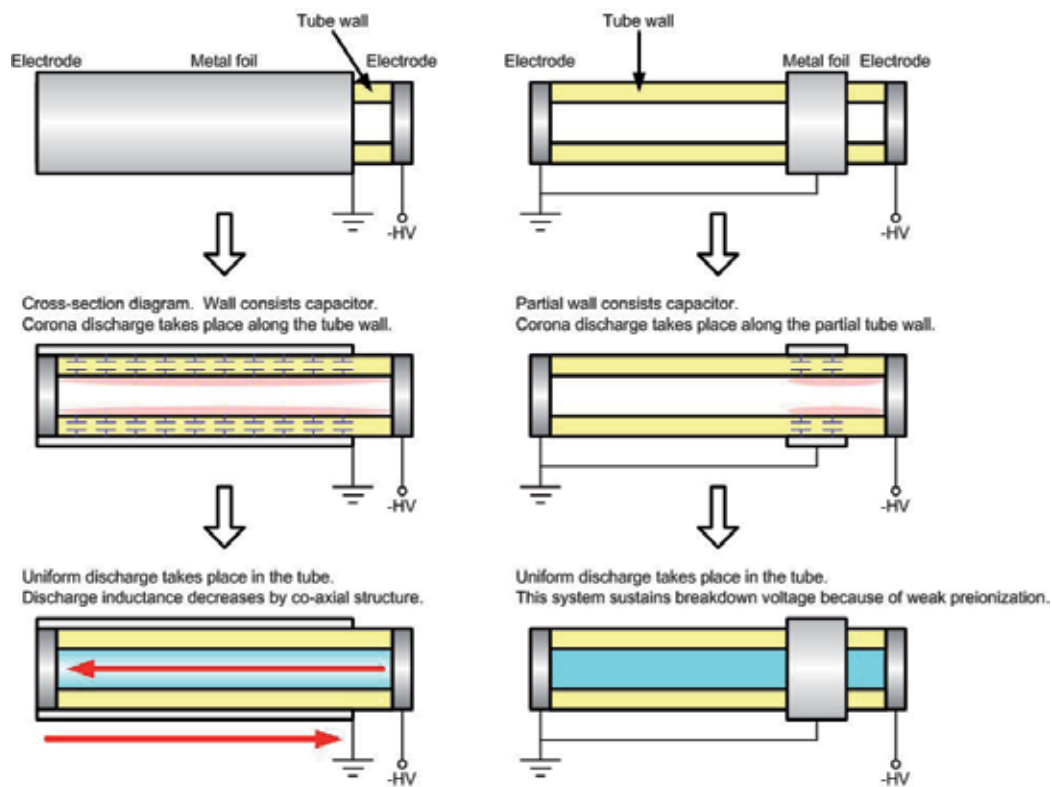 Tube wall
Electrode
Metal foil
Electrode
-HV
Tube wall
Electrode
Metal foil
Electrode
-HV
Cross-section diagram. Wall consists capacitor.
Corona discharge takes place along the tube wall.
-HV
Partial wall consists capacitor.
Corona discharge takes place along the partial tube wall.
-HV
Uniform discharge takes place in the tube.
Discharge inductance decreases by co-axial structure.
-HV
Uniform discharge takes place in the tube.
This system sustains breakdown voltage because of weak preionization.
-HV